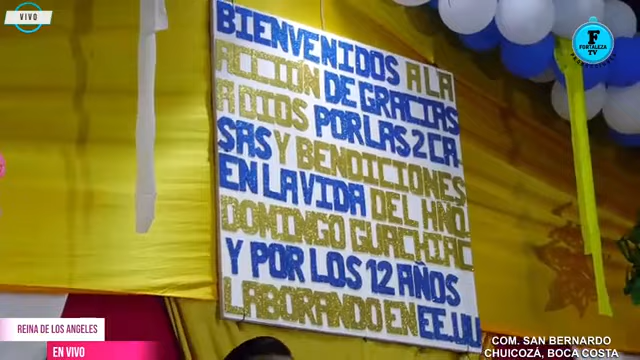 VIVO
BIENVENIDOS A LA
ACCION DE GRACIAS
A DIOS POR LAS 2 CA
SAS Y BENDICIONES
EN LA VIDA DEL HNO.
DOMINGO GUACHIAC
Y POR LOS 12 AÑOS
LABORANDO EN EE.UU
F
FORTALEZA
TV
REINA DE LOS ANGELES
EN VIVO
COM. SAN BERNARDO
CHUICOZA, BOCA COSTA